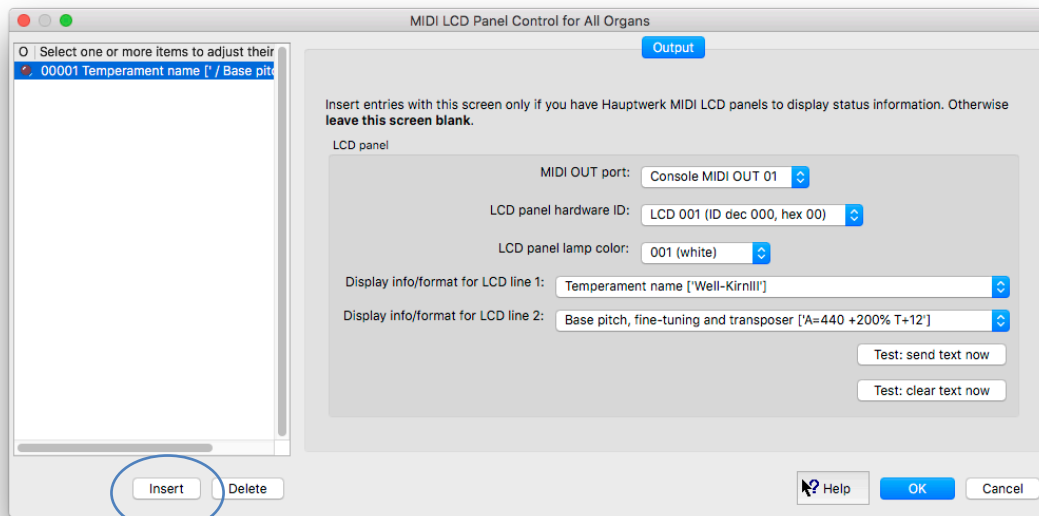 MIDI LCD Panel Control for All Organs
O Select one or more items to adjust their
00001 Temperament name [' / Base pitc
Output
Insert entries with this screen only if you have Hauptwerk MIDI LCD panels to display status information. Otherwise
leave this screen blank.
LCD panel
MIDI OUT port: Console MIDI OUT 01
LCD panel hardware ID: LCD 001 (ID dec 000, hex 00)
LCD panel lamp color: 001 (white)
Display info/format for LCD line 1: Temperament name ['Well-KirnIII']
Display info/format for LCD line 2: Base pitch, fine-tuning and transposer ['A=440 +200% T+12']
Test: send text now
Test: clear text now
Insert Delete Help OK Cancel